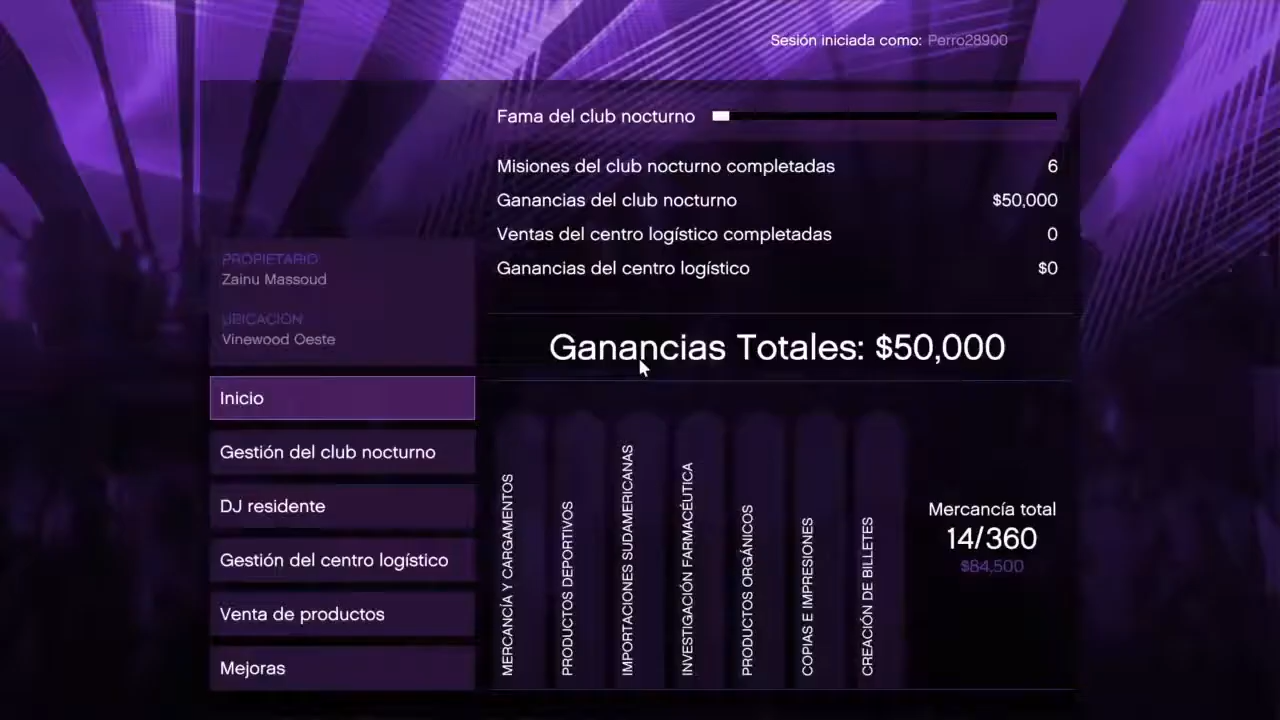 Sesión iniciada como: Perro28900
Fama del club nocturno
Misiones del club nocturno completadas 6
Ganancias del club nocturno $50,000
Ventas del centro logístico completadas 0
Ganancias del centro logístico $0
PROPIETARIO
Zainu Massoud
UBICACIÓN
Vinewood Oeste
Ganancias Totales: $50,000
Inicio
Gestión del club nocturno
DJ residente
Gestión del centro logístico
Venta de productos
Mejoras
MERCANCÍA Y CARGAMENTOS
PRODUCTOS DEPORTIVOS
IMPORTACIONES SUDAMERICANAS
INVESTIGACIÓN FARMACÉUTICA
PRODUCTOS ORGÁNICOS
COPIAS E IMPRESIONES
CREACIÓN DE BILLETES
Mercancía total
14/360
$84,500